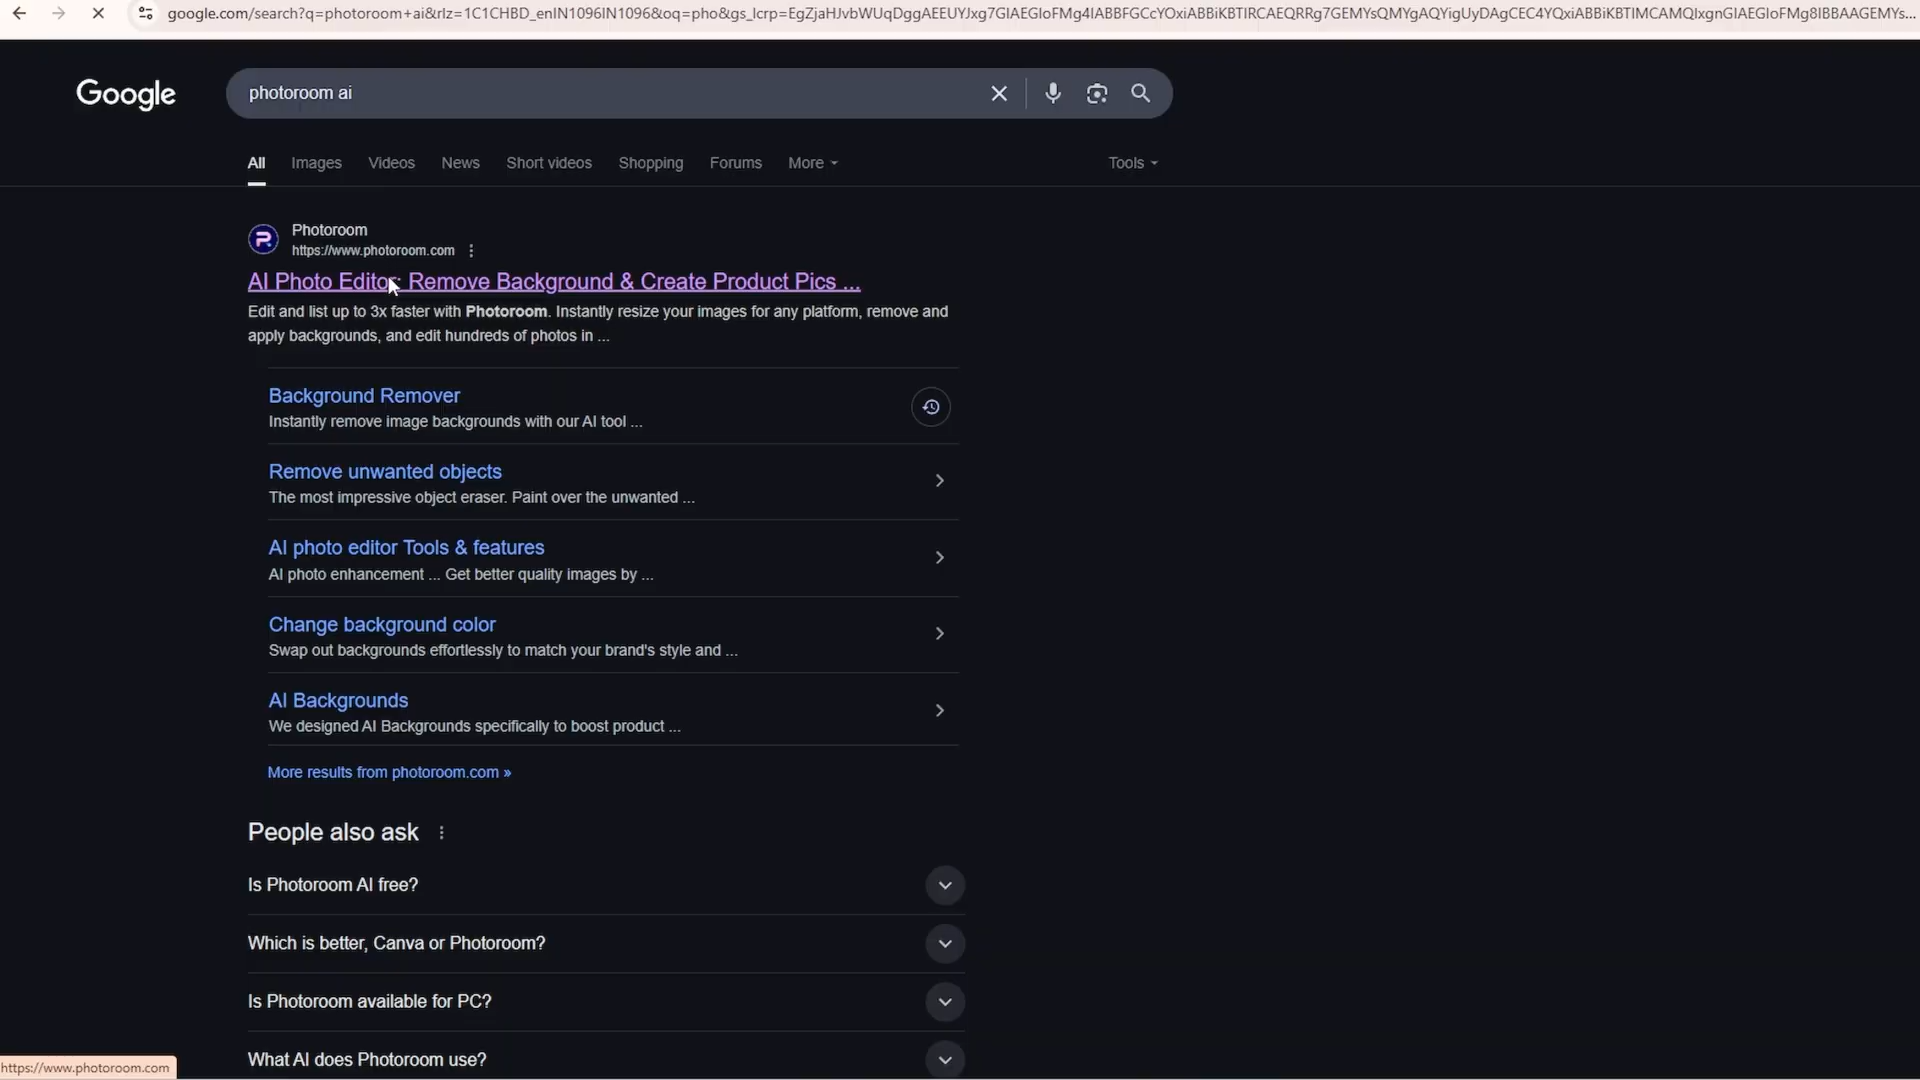 google.com/search?q=photoroom+ai&rlz=1C1CHBD_enIN1096IN1096&oq=pho&gs_lcrp=
Google
photoroom ai
All Images Videos News Short videos Shopping Forums More Tools
Photoroom
https://www.photoroom.com
AI Photo Editor: Remove Background & Create Product Pics ...
Edit and list up to 3x faster with Photoroom. Instantly resize your images for any platform, remove and
apply backgrounds, and edit hundreds of photos in ...
Background Remover
Instantly remove image backgrounds with our AI tool ...
Remove unwanted objects
The most impressive object eraser. Paint over the unwanted ...
AI photo editor Tools & features
AI photo enhancement ... Get better quality images by ...
Change background color
Swap out backgrounds effortlessly to match your brand's style and ...
AI Backgrounds
We designed AI Backgrounds specifically to boost product ...
More results from photoroom.com »
People also ask
Is Photoroom AI free?
Which is better, Canva or Photoroom?
Is Photoroom available for PC?
What AI does Photoroom use?
https://www.photoroom.com